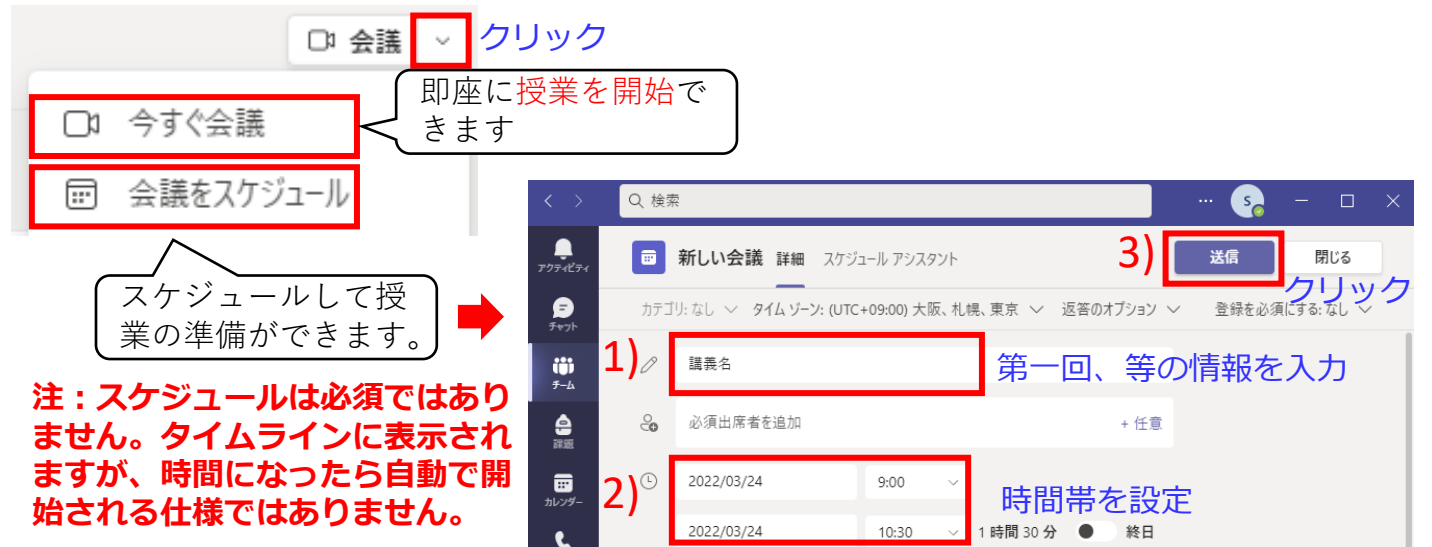 会議
クリック
今すぐ会議
即座に授業を開始で
きます
会議をスケジュール
スケジュールして授
業の準備ができます。
注：スケジュールは必須ではあり
ません。タイムラインに表示され
ますが、時間になったら自動で開
始される仕様ではありません。
検索
… S
アクティビティ
新しい会議 詳細 スケジュール アシスタント
3) 送信 閉じる
クリック
チャット
カテゴリ: なし タイム ゾーン: (UTC+09:00) 大阪、札幌、東京 返答のオプション 登録を必須にする: なし
チーム
1) 講義名
第一回、等の情報を入力
課題
必須出席者を追加 + 任意
カレンダー
2) 2022/03/24 9:00
時間帯を設定
2022/03/24 10:30 1 時間 30 分 終日